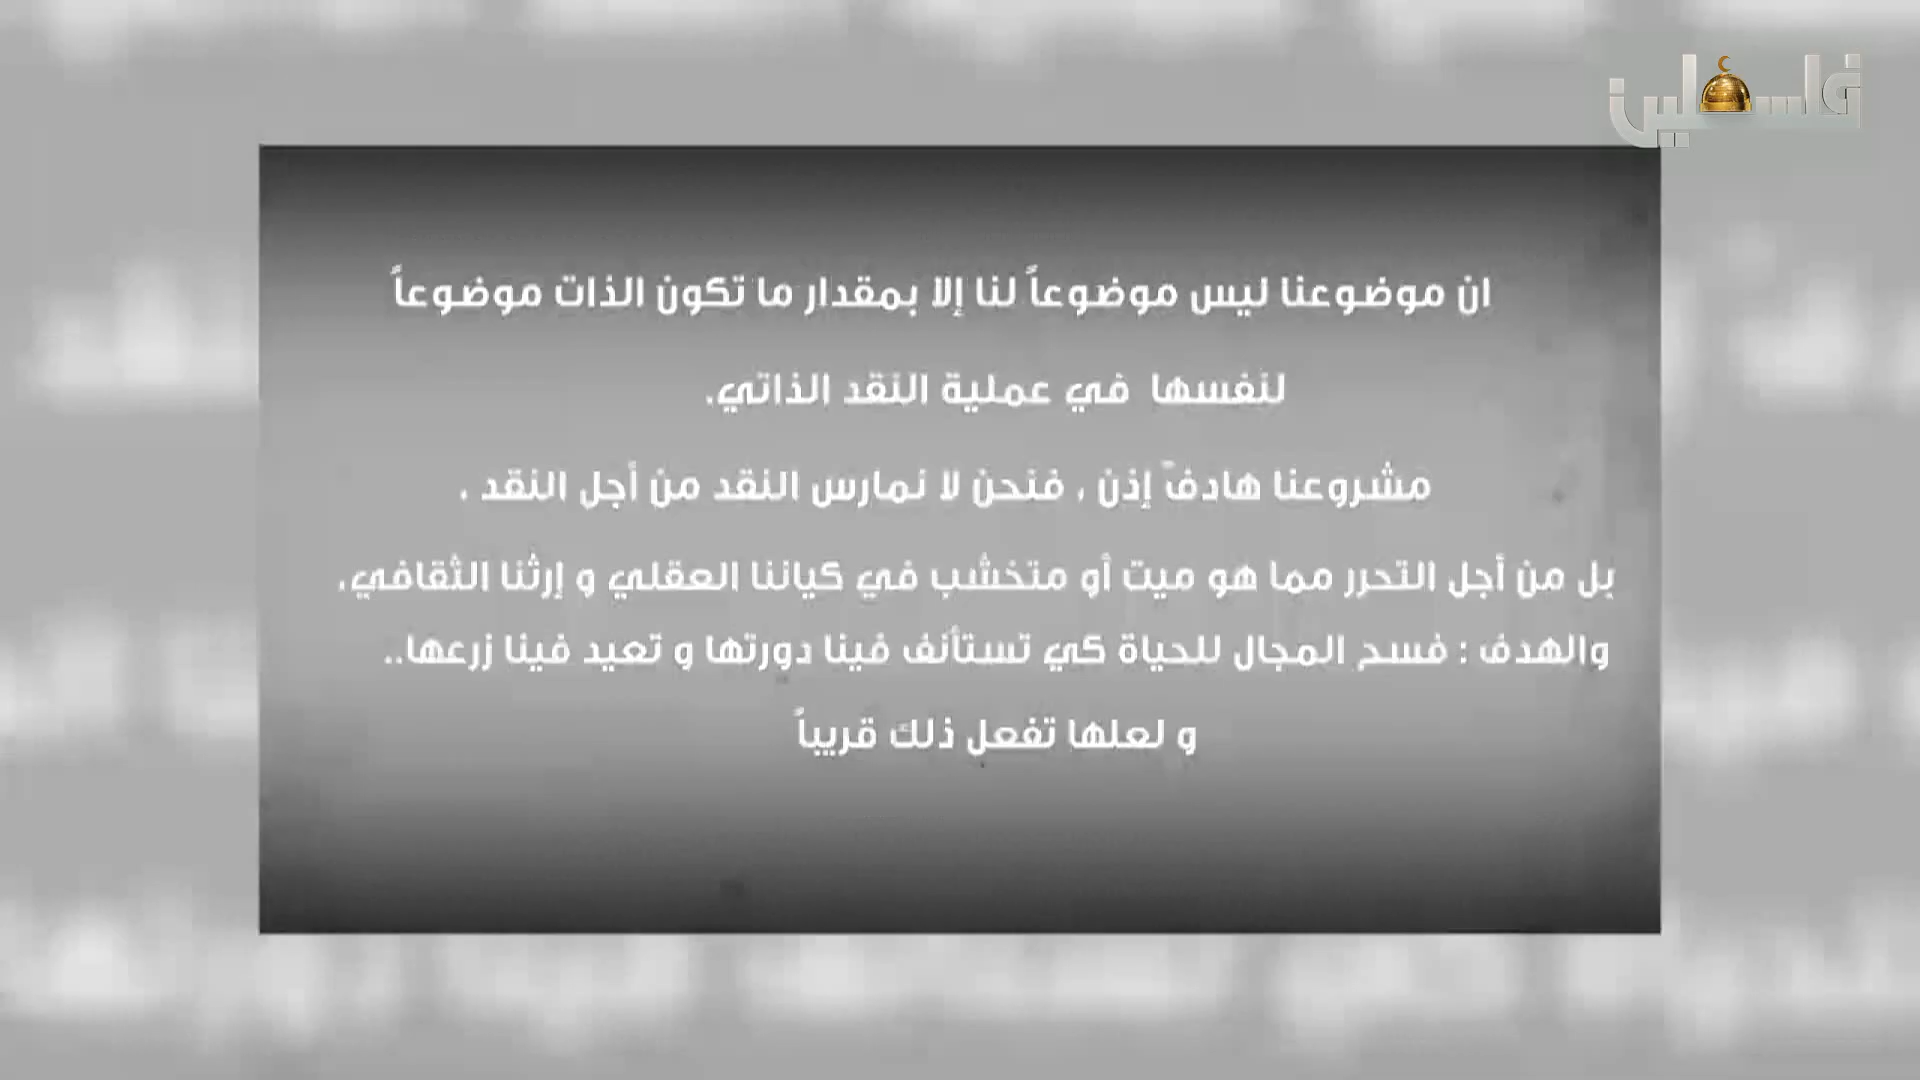 فلسطين
ان موضوعنا ليس موضوعاً لنا إلا بمقدار ما تكون الذات موضوعاً
لنفسها في عملية النقد الذاتي.
مشروعنا هادفّ إذن ، فنحن لا نمارس النقد من أجل النقد ،
بل من أجل التحرر مما هو ميت أو متخشب في كياننا العقلي و إرثنا الثقافي،
والهدف : فسح المجال للحياة كي تستأنف فينا دورتها و تعيد فينا زرعها..
و لعلها تفعل ذلك قريباً